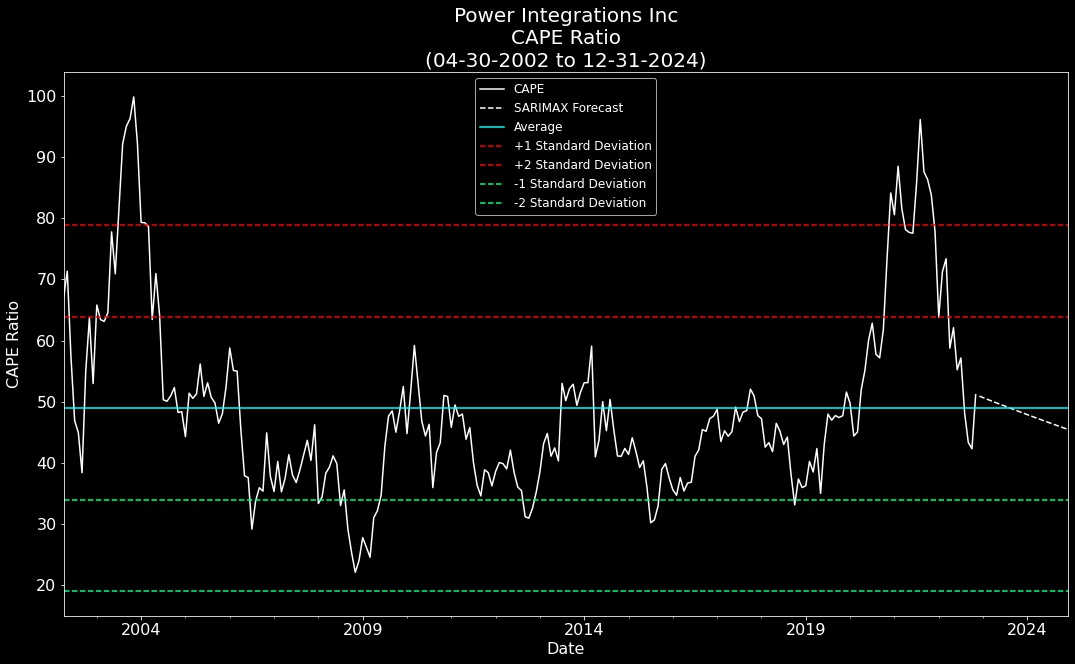 Power Integrations Inc
CAPE Ratio
(04-30-2002 to 12-31-2024)
CAPE
SARIMAX Forecast
Average
+1 Standard Deviation
+2 Standard Deviation
-1 Standard Deviation
-2 Standard Deviation
CAPE Ratio
100
90
80
70
60
50
40
30
20
2004
2009
2014
2019
2024
Date